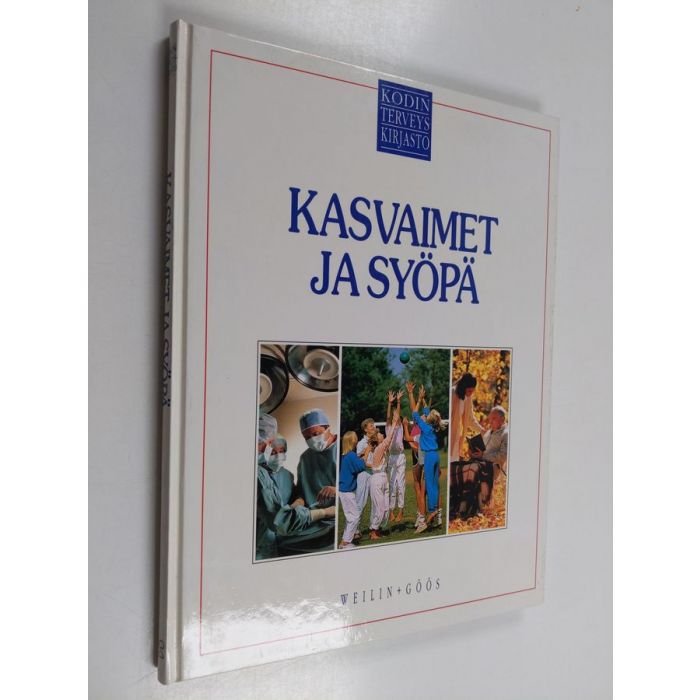 KODIN
TERVEYS
KIRJASTO
KASVAIMET
JA SYÖPÄ
WEILIN+GÖÖS
KASVAIMET JA SYÖPÄ